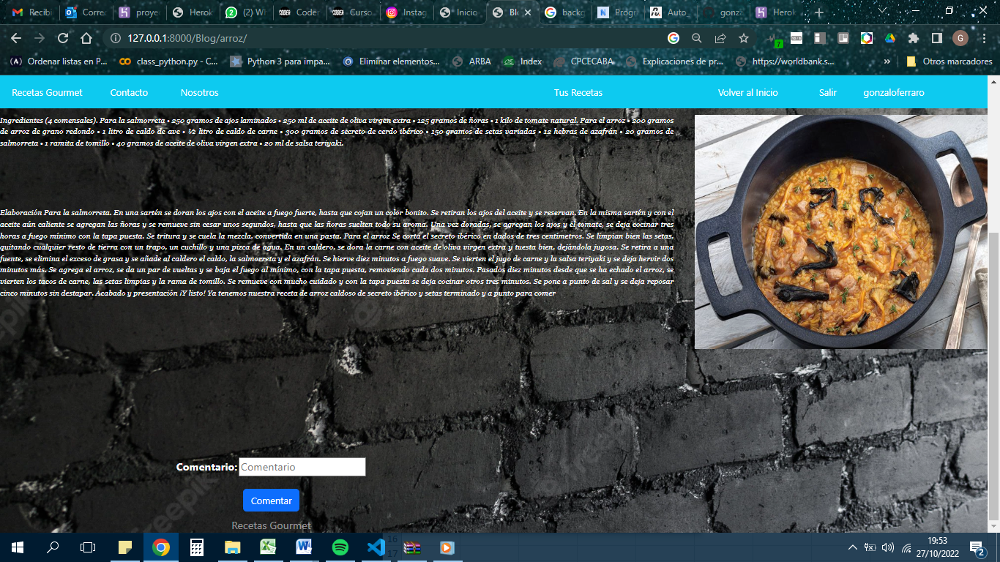 Recibi
Corre
proye
Herok
(2) W
Coder
Curso
Instag
Inicio
Bl
backg
Progr
Auto_
gonza
Herok
127.0.0.1:8000/Blog/arroz/
7
G
Ordenar listas en P...
class_python.py - C...
Python 3 para impa...
Eliminar elementos...
ARBA
Index
CPCECABA
Explicaciones de pr...
https://worldbank.s...
»
Otros marcadores
Recetas Gourmet Contacto Nosotros Tus Recetas Volver al Inicio Salir gonzaloferraro
Ingredientes (4 comensales). Para la salmorreta • 250 gramos de ajos laminados • 250 ml de aceite de oliva virgen extra • 125 gramos de ñoras • 1 kilo de tomate natural. Para el arroz • 200 gramos
de arroz de grano redondo • 1 litro de caldo de ave • ½ litro de caldo de carne • 300 gramos de secreto de cerdo ibérico • 150 gramos de setas variadas • 12 hebras de azafrán • 20 gramos de
salmorreta • 1 ramita de tomillo • 40 gramos de aceite de oliva virgen extra • 20 ml de salsa teriyaki.
Elaboración Para la salmorreta. En una sartén se doran los ajos con el aceite a fuego fuerte, hasta que cojan un color bonito. Se retiran los ajos del aceite y se reservan. En la misma sartén y con el
aceite aún caliente se agregan las ñoras y se remueve sin cesar unos segundos, hasta que las ñoras suelten todo su aroma. Una vez doradas, se agregan los ajos y el tomate, se deja cocinar tres
horas a fuego mínimo con la tapa puesta. Se tritura y se cuela la mezcla, convertida en una pasta. Para el arroz Se corta el secreto ibérico en dados de tres centímetros. Se limpian bien las setas,
quitando cualquier resto de tierra con un trapo, un cuchillo y una pizca de agua. En un caldero, se dora la carne con aceite de oliva virgen extra y tuesta bien, dejándola jugosa. Se retira a una
fuente, se elimina el exceso de grasa y se añade al caldero el caldo, la salmorreta y el azafrán. Se hierve diez minutos a fuego suave. Se vierten el jugo de carne y la salsa teriyaki y se deja hervir dos
minutos más. Se agrega el arroz, se da un par de vueltas y se baja el fuego al mínimo, con la tapa puesta, removiendo cada dos minutos. Pasados diez minutos desde que se ha echado el arroz, se
vierten los tacos de carne, las setas limpias y la rama de tomillo. Se remueve con mucho cuidado y con la tapa puesta se deja cocinar otros tres minutos. Se pone a punto de sal y se deja reposar
cinco minutos sin destapar. Acabado y presentación ¡Y listo! Ya tenemos nuestra receta de arroz caldoso de secreto ibérico y setas terminado y a punto para comer
Comentario: Comentario
Comentar
Recetas Gourmet
16
17
19:53
27/10/2022
2